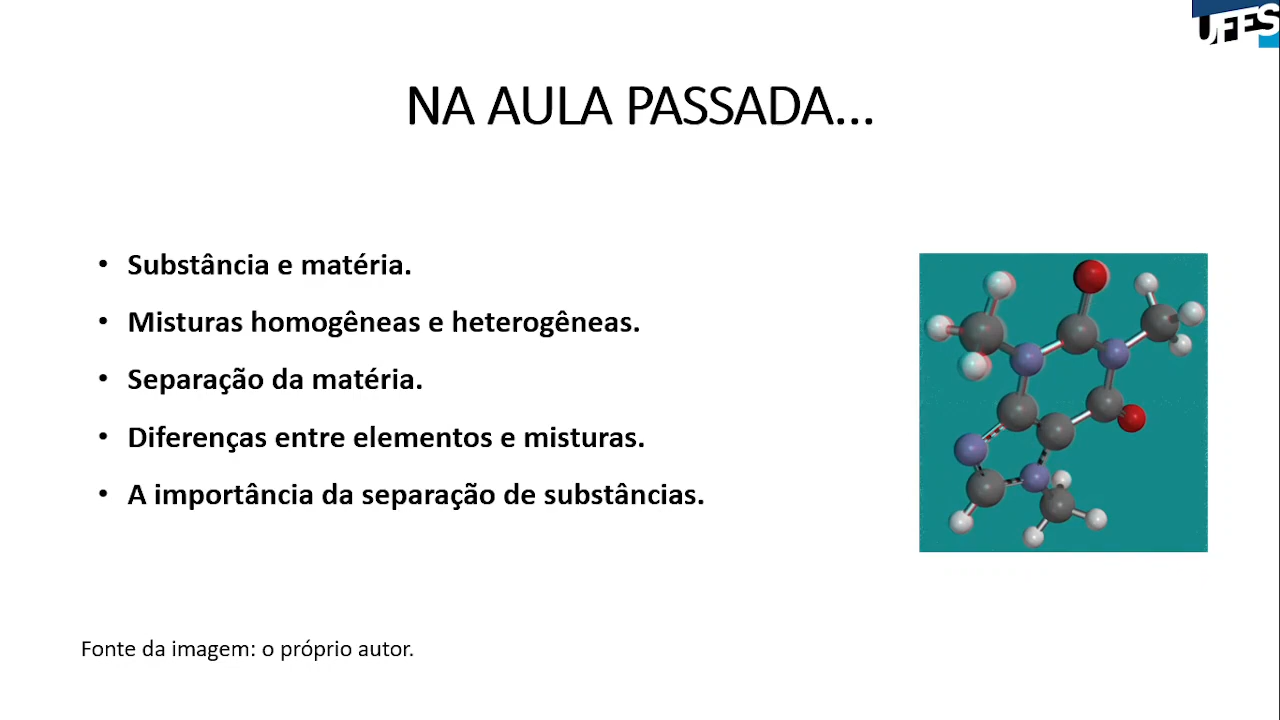 UFES
NA AULA PASSADA...
• Substância e matéria.
• Misturas homogêneas e heterogêneas.
• Separação da matéria.
• Diferenças entre elementos e misturas.
• A importância da separação de substâncias.
Fonte da imagem: o próprio autor.